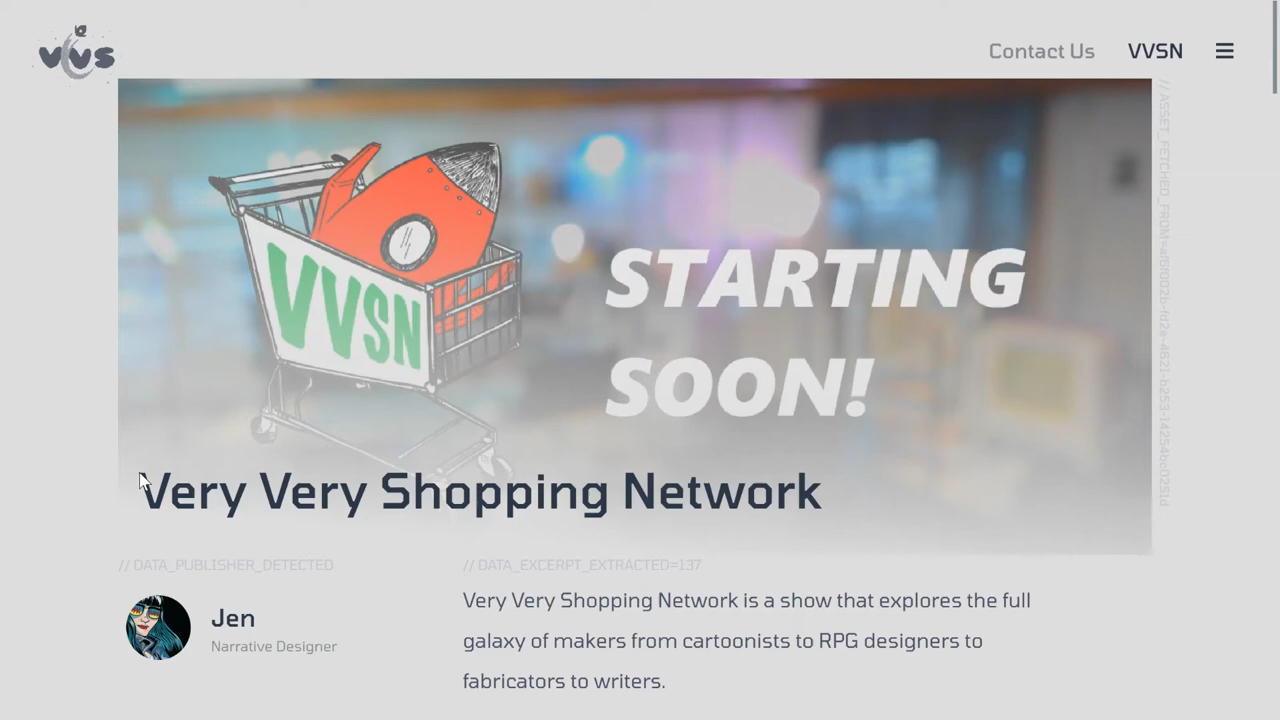 VVS
Contact Us
VVSN
VVSN
STARTING
SOON!
Very Very Shopping Network
// ASSET_FETCHED_FROM=
// DATA_PUBLISHER_DETECTED
// DATA_EXCERPT_EXTRACTED=137
Jen
Narrative Designer
Very Very Shopping Network is a show that explores the full
galaxy of makers from cartoonists to RPG designers to
fabricators to writers.